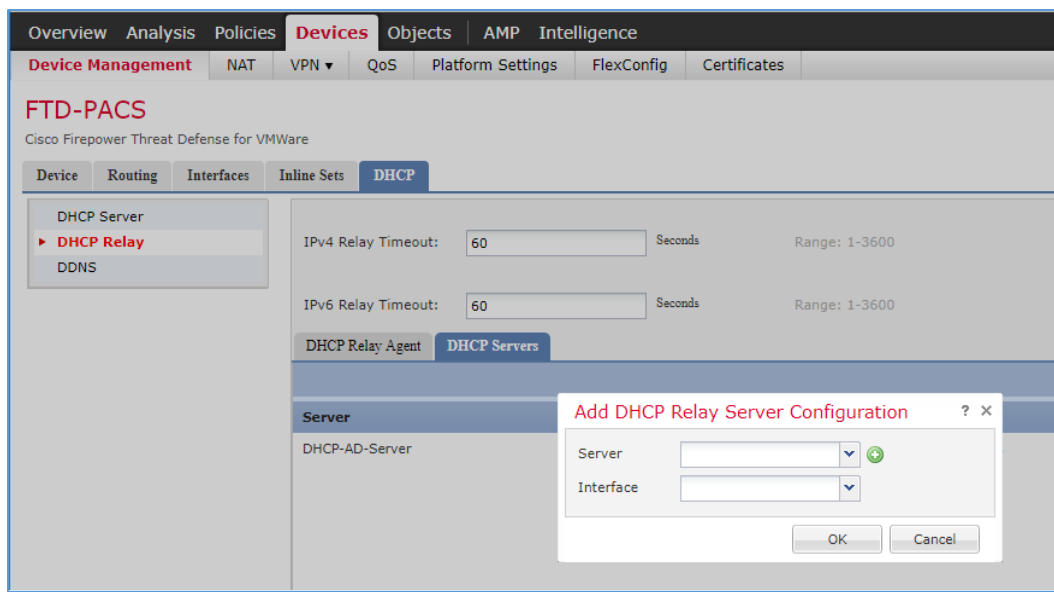 Overview Analysis Policies Devices Objects AMP Intelligence
Device Management NAT VPN ▼ QoS Platform Settings FlexConfig Certificates
FTD-PACS
Cisco Firepower Threat Defense for VMWare
Device Routing Interfaces Inline Sets DHCP
DHCP Server
DHCP Relay
DDNS
IPv4 Relay Timeout: 60 Seconds Range: 1-3600
IPv6 Relay Timeout: 60 Seconds Range: 1-3600
DHCP Relay Agent DHCP Servers
Server
DHCP-AD-Server
Add DHCP Relay Server Configuration ? ×
Server
Interface
OK Cancel